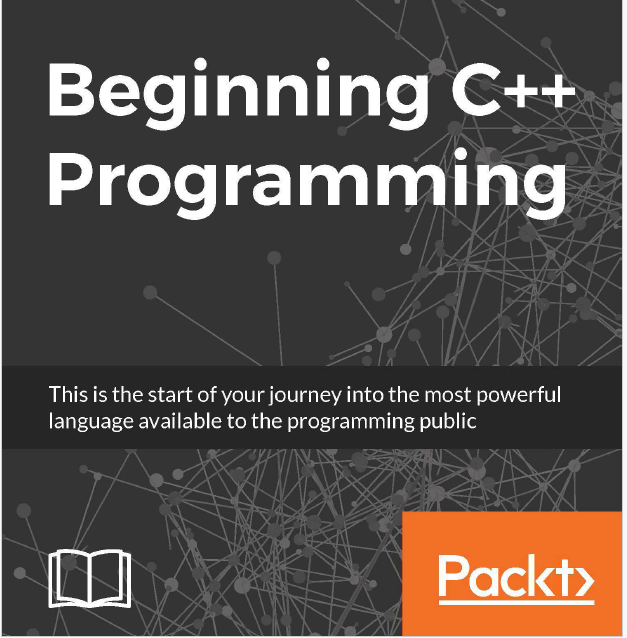 Beginning C++
Programming
This is the start of your journey into the most powerful
language available to the programming public
Packt>